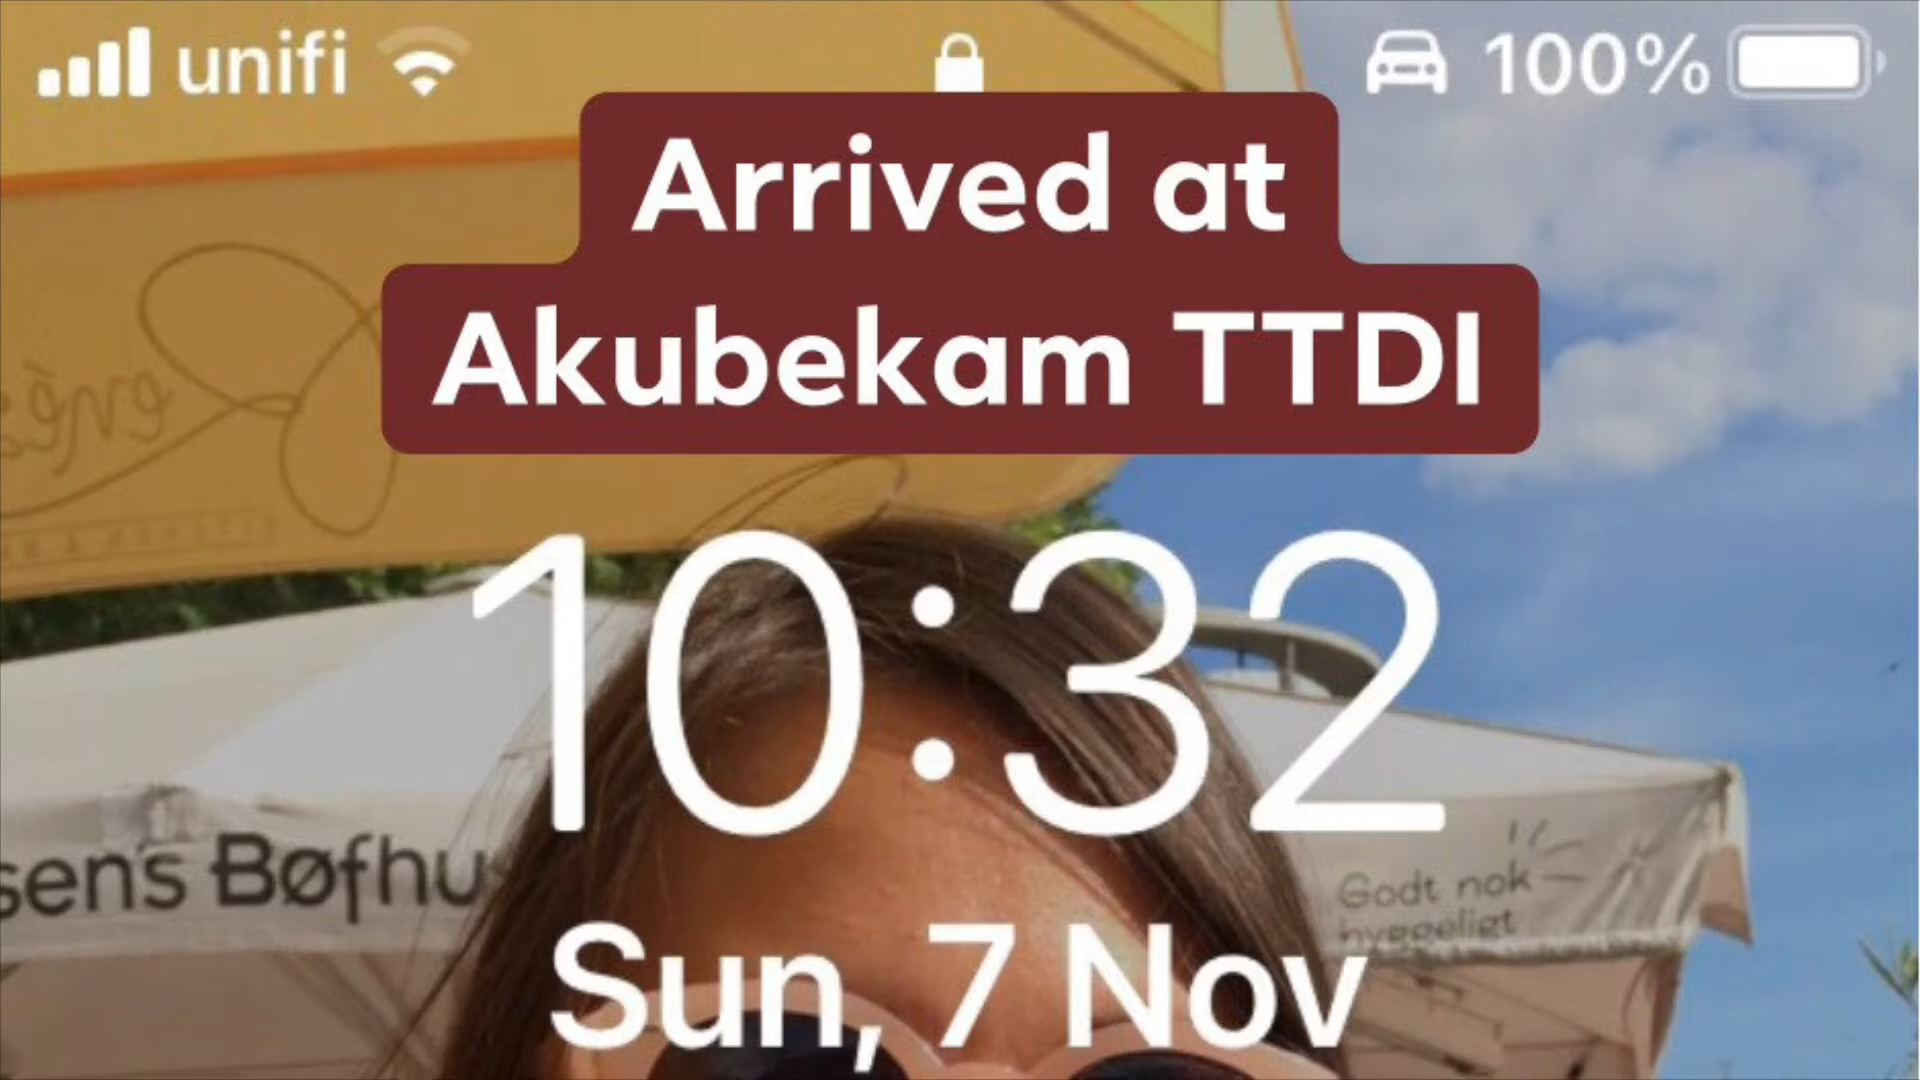 unifi 100%
Arrived at
Akubekam TTDI
10:32
sen's Bøfhu
Godt nok
hyggeligt
Sun, 7 Nov